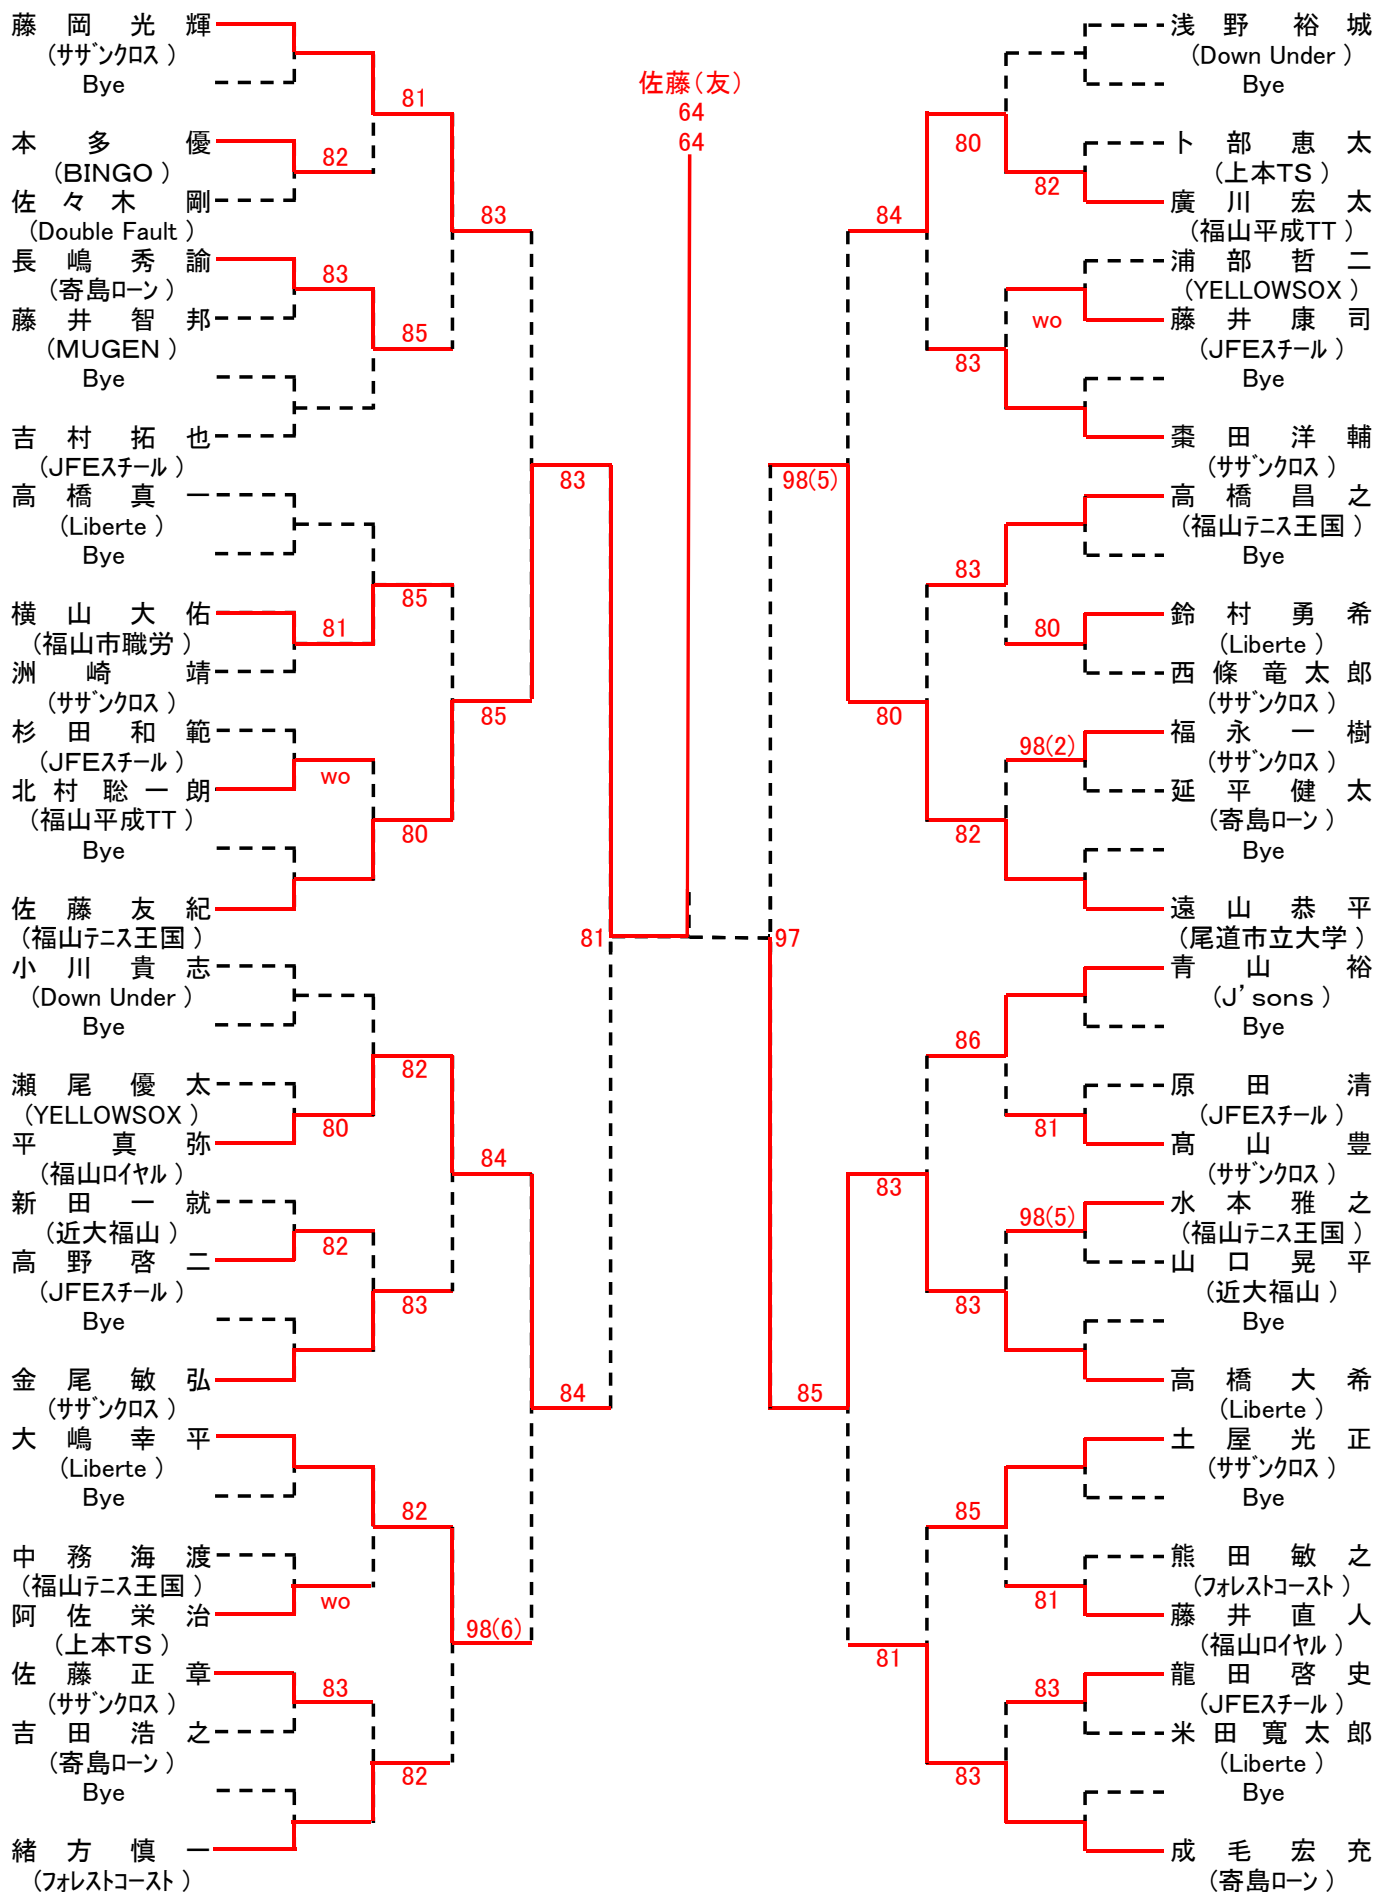 藤岡光輝
(サザンクロス)
Bye
本多優
(BINGO)
佐々木剛
(Double Fault)
長嶋秀諭
(寄島ローン)
藤井智邦
(MUGEN)
Bye
吉村拓也
(JFEスチール)
高橋真一
(Liberte)
Bye
横山大佑
(福山市職労)
洲崎靖
(サザンクロス)
杉田和範
(JFEスチール)
北村聡一朗
(福山平成TT)
Bye
佐藤友紀
(福山テニス王国)
小川貴志
(Down Under)
Bye
瀬尾優太
(YELLOWSOX)
平真弥
(福山ロイヤル)
新田一就
(近大福山)
高野啓二
(JFEスチール)
Bye
金尾敏弘
(サザンクロス)
大嶋幸平
(Liberte)
Bye
中務海渡
(福山テニス王国)
阿佐栄治
(上本TS)
佐藤正章
(サザンクロス)
吉田浩之
(寄島ローン)
Bye
緒方慎一
(フォレストコースト)
82
83
81
wo
80
82
wo
83
81
85
85
80
82
83
82
82
83
85
84
98(6)
83
84
81
佐藤(友)
64
64
97
98(5)
85
84
80
83
81
80
83
83
82
86
83
85
83
82
wo
80
98(2)
81
98(5)
81
83
浅野裕城
(Down Under)
Bye
卜部恵太
(上本TS)
廣川宏太
(福山平成TT)
浦部哲二
(YELLOWSOX)
藤井康司
(JFEスチール)
Bye
棗田洋輔
(サザンクロス)
高橋昌之
(福山テニス王国)
Bye
鈴村勇希
(Liberte)
西條竜太郎
(サザンクロス)
福永一樹
(サザンクロス)
延平健太
(寄島ローン)
Bye
遠山恭平
(尾道市立大学)
青山裕
(J’sons)
Bye
原田清
(JFEスチール)
髙山豊
(サザンクロス)
水本雅之
(福山テニス王国)
山口晃平
(近大福山)
Bye
高橋大希
(Liberte)
土屋光正
(サザンクロス)
Bye
熊田敏之
(フォレストコースト)
藤井直人
(福山ロイヤル)
龍田啓史
(JFEスチール)
米田寛太郎
(Liberte)
Bye
成毛宏充
(寄島ローン)